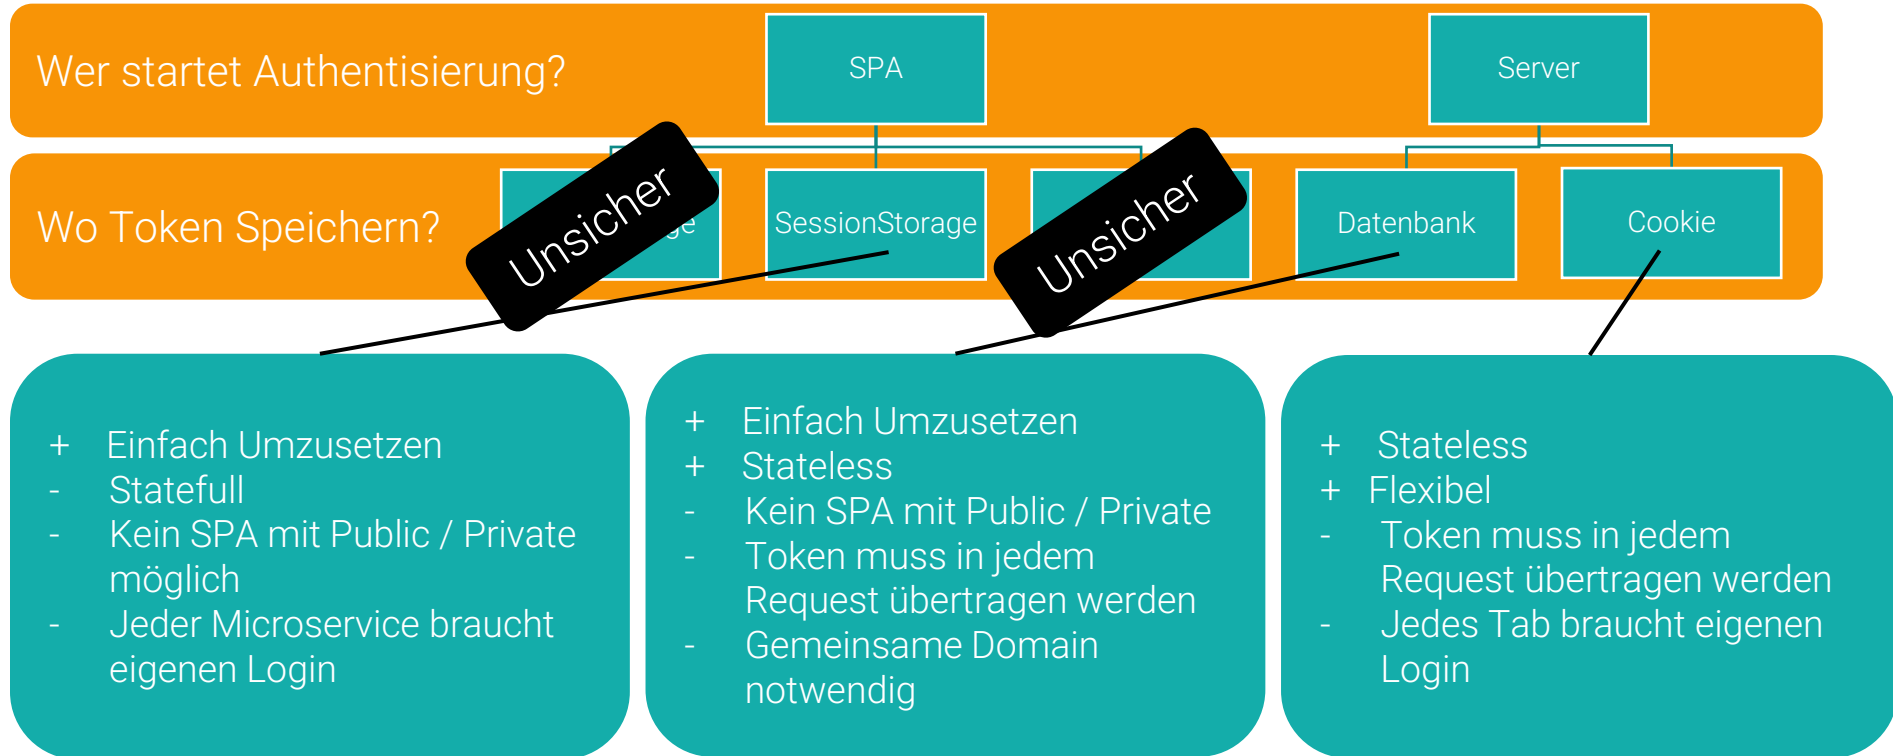 Wer startet Authentisierung?
SPA
Server
Wo Token Speichern?
Unsicher
SessionStorage
Unsicher
Datenbank
Cookie
+ Einfach Umzusetzen
- Statefull
- Kein SPA mit Public / Private
möglich
- Jeder Microservice braucht
eigenen Login
+ Einfach Umzusetzen
+ Stateless
- Kein SPA mit Public / Private
- Token muss in jedem
Request übertragen werden
- Gemeinsame Domain
notwendig
+ Stateless
+ Flexibel
- Token muss in jedem
Request übertragen werden
- Jedes Tab braucht eigenen
Login